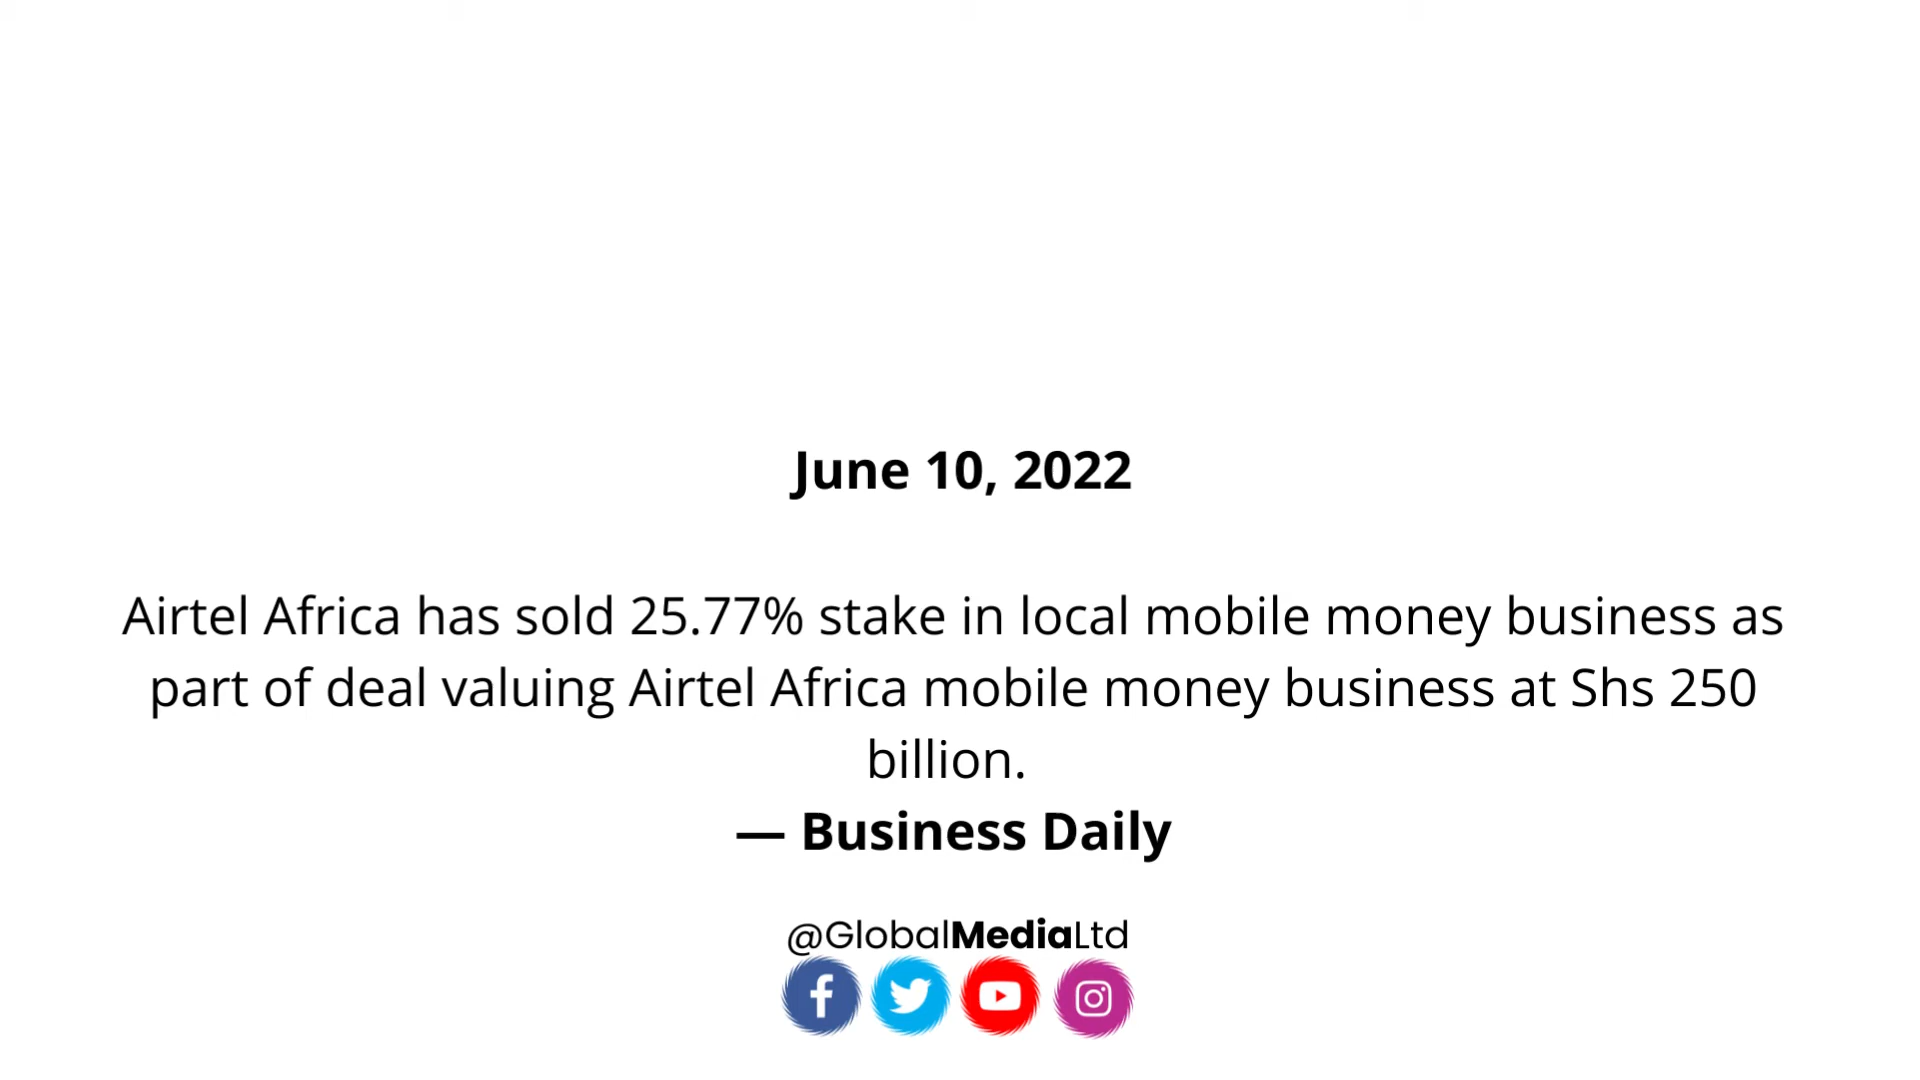 June 10, 2022
Airtel Africa has sold 25.77% stake in local mobile money business as
part of deal valuing Airtel Africa mobile money business at Shs 250
billion.
— Business Daily
@GlobalMediaLtd